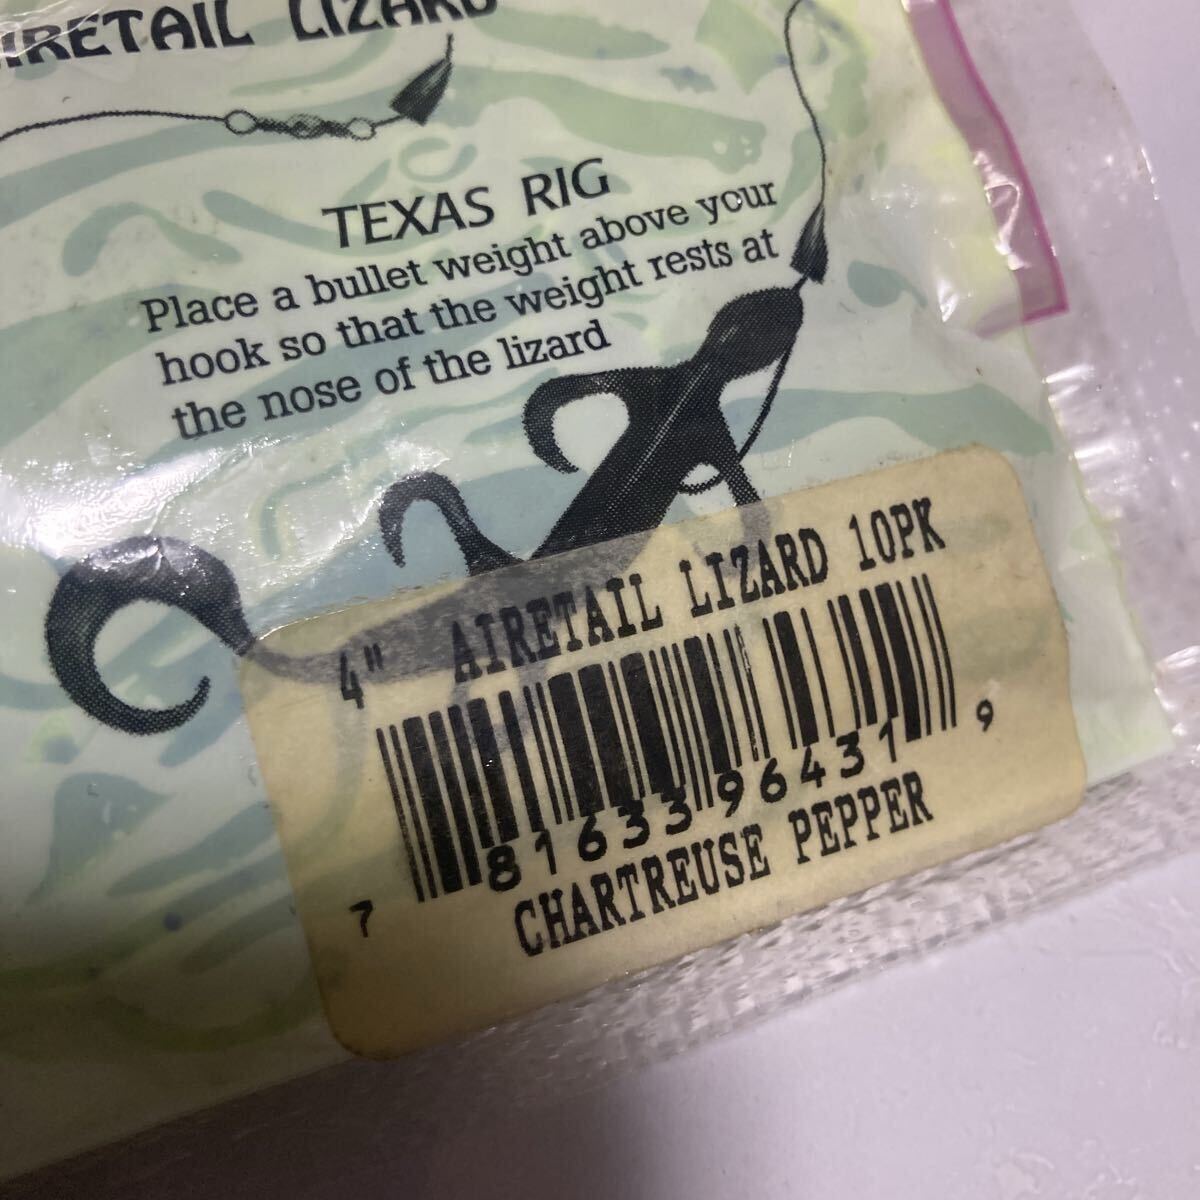 AIRETAIL LIZARD
TEXAS RIG
Place a bullet weight above your
hook so that the weight rests at
the nose of the lizard
4" AIRETAIL LIZARD 10PK
7 81633 96431 9
CHARTREUSE PEPPER